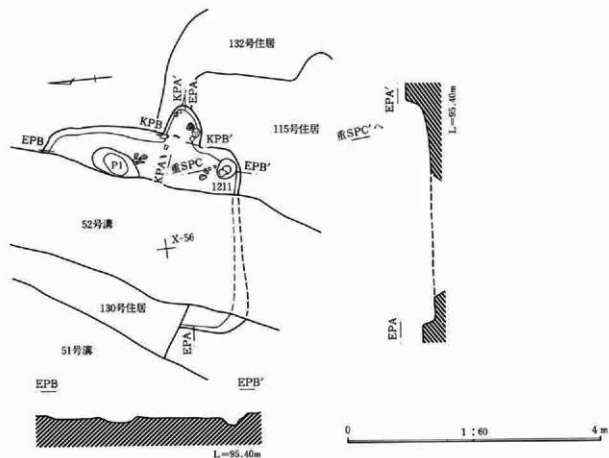 132号住居
KPA'
EPA
KPB
EPB
115号住居
KPB'
重SPC'へ
P1
KPA
重SPC
EPB'
1211
52号溝
X-56
130号住居
51号溝
EPA
EPB
EPB'
L=95.40m
EPA'
L=95.40m
EPA
0
1:60
4m